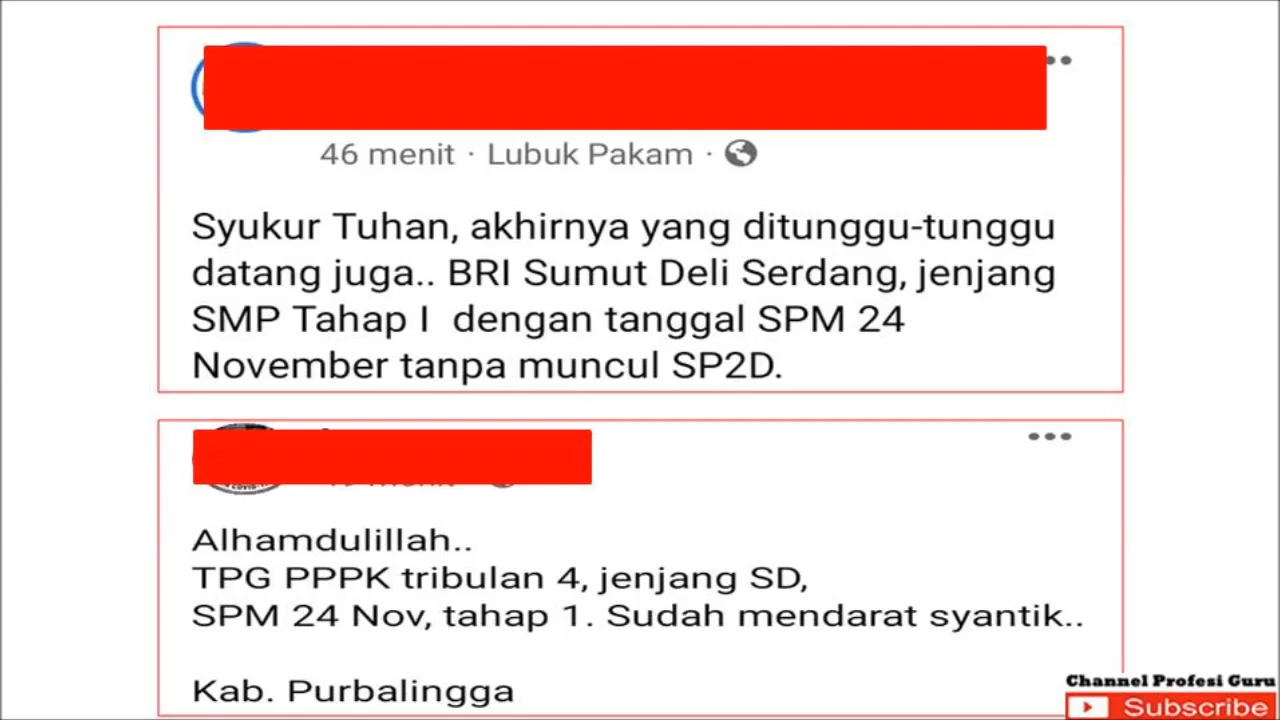 46 menit · Lubuk Pakam ·
Syukur Tuhan, akhirnya yang ditunggu-tunggu
datang juga.. BRI Sumut Deli Serdang, jenjang
SMP Tahap I dengan tanggal SPM 24
November tanpa muncul SP2D.
Alhamdulillah..
TPG PPPK tribulan 4, jenjang SD,
SPM 24 Nov, tahap 1. Sudah mendarat syantik..
Kab. Purbalingga
Channel Profesi Guru
Subscribe